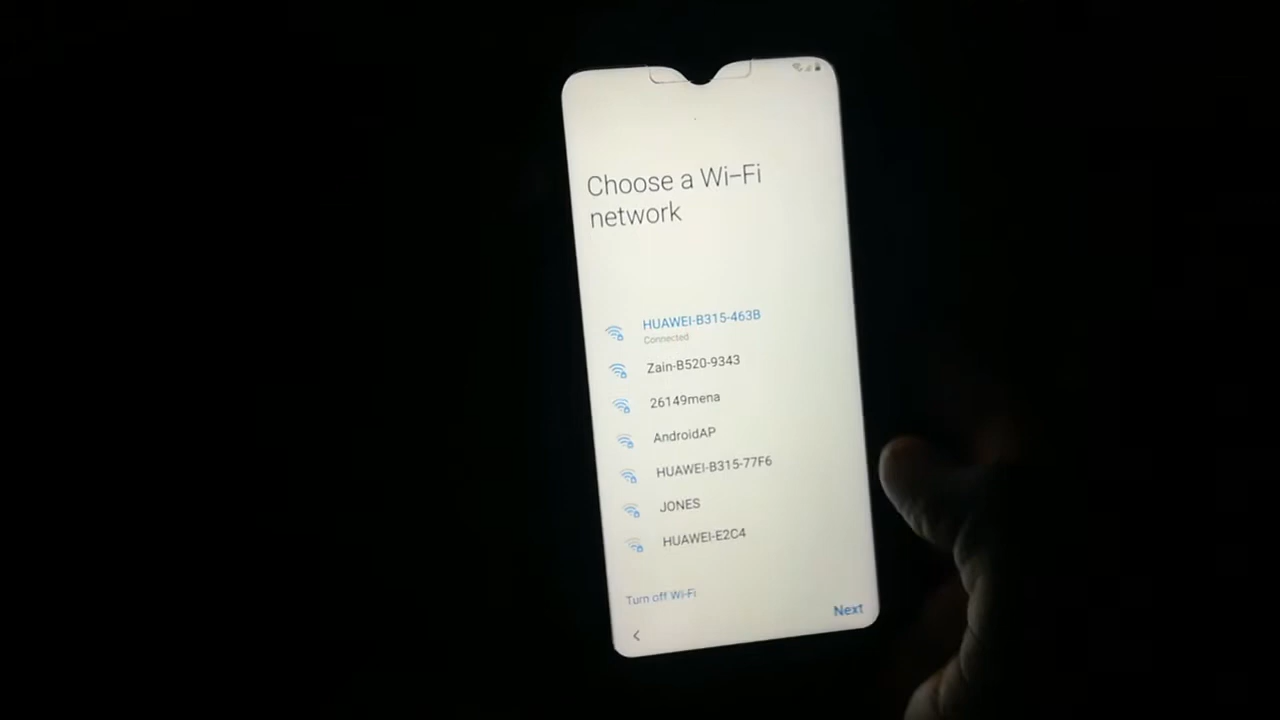 Choose a Wi-Fi
network
HUAWEI-B315-463B
Connected
Zain-B520-9343
26149mena
AndroidAP
HUAWEI-B315-77F6
JONES
HUAWEI-E2C4
Turn off Wi-Fi
Next